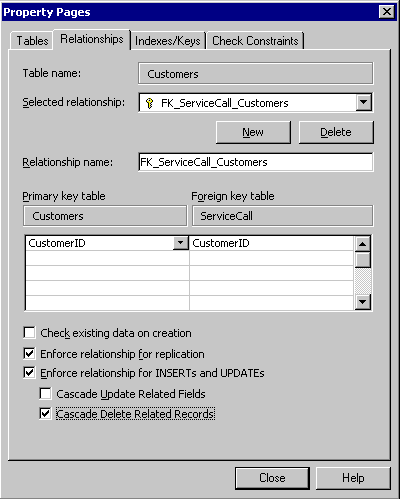 Property Pages
Tables Relationships Indexes/Keys Check Constraints
Table name: Customers
Selected relationship: FK_ServiceCall_Customers
New Delete
Relationship name: FK_ServiceCall_Customers
Primary key table Foreign key table
Customers ServiceCall
CustomerID CustomerID
Check existing data on creation
Enforce relationship for replication
Enforce relationship for INSERTs and UPDATEs
Cascade Update Related Fields
Cascade Delete Related Records
Close Help